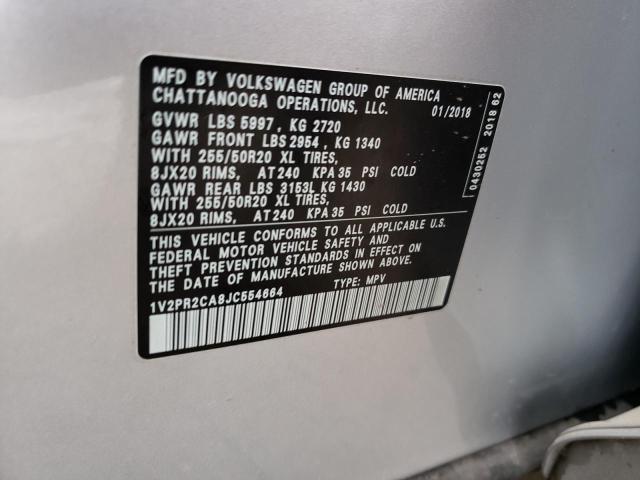 MFD BY VOLKSWAGEN GROUP OF AMERICA
CHATTANOOGA OPERATIONS, LLC. 01/2018
GVWR LBS 5997, KG 2720
GAWR FRONT LBS 2954, KG 1340
WITH 255/50R20 XL TIRES,
8JX20 RIMS, AT 240 KPA 35 PSI COLD
GAWR REAR LBS 3153L KG 1430
WITH 255/50R20 XL TIRES,
8JX20 RIMS, AT 240 KPA 35 PSI COLD
THIS VEHICLE CONFORMS TO ALL APPLICABLE U.S.
FEDERAL MOTOR VEHICLE SAFETY AND
THEFT PREVENTION STANDARDS IN EFFECT ON
THE DATE OF MANUFACTURE SHOWN ABOVE.
1V2PR2CA8JC554664 TYPE: MPV
0430252 2018 62